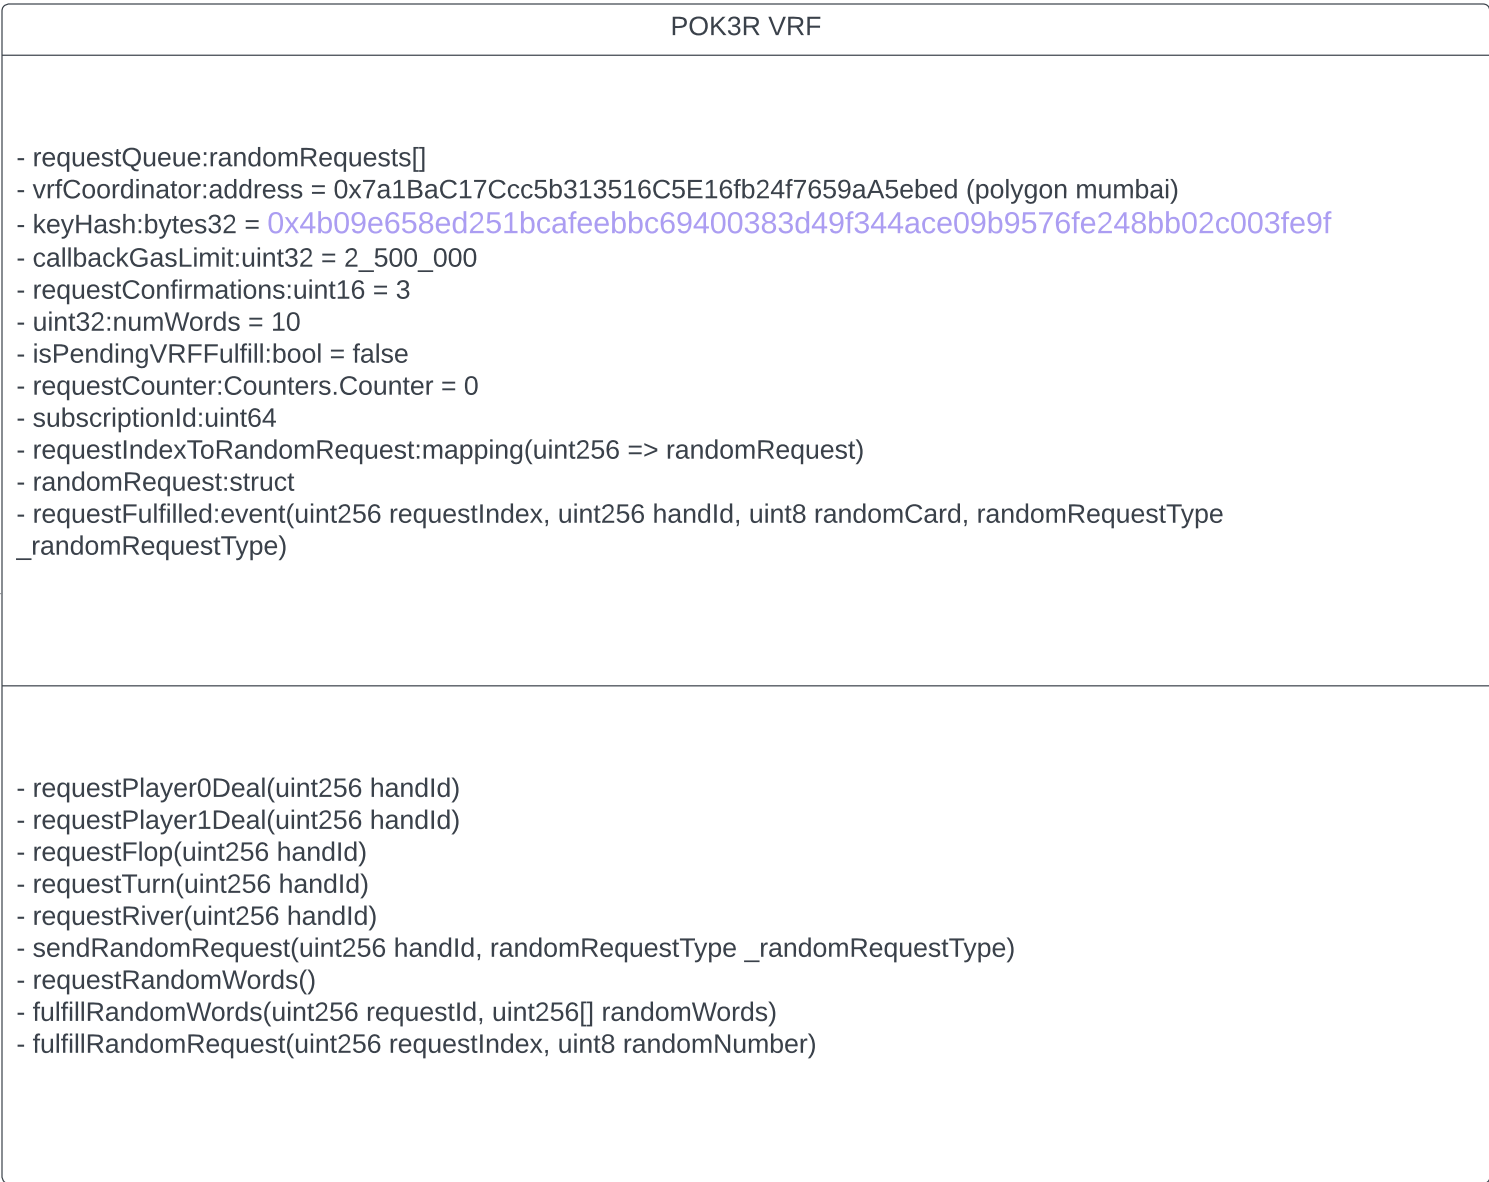 POK3R VRF
- requestQueue:randomRequests[]
- vrfCoordinator:address = 0x7a1BaC17Ccc5b313516C5E16fb24f7659aA5ebed (polygon mumbai)
- keyHash:bytes32 = 0x4b09e658ed251bcafeebbc69400383d49f344ace09b9576fe248bb02c003fe9f
- callbackGasLimit:uint32 = 2_500_000
- requestConfirmations:uint16 = 3
- uint32:numWords = 10
- isPendingVRFFulfill:bool = false
- requestCounter:Counters.Counter = 0
- subscriptionId:uint64
- requestIndexToRandomRequest:mapping(uint256 => randomRequest)
- randomRequest:struct
- requestFulfilled:event(uint256 requestIndex, uint256 handId, uint8 randomCard, randomRequestType
_randomRequestType)
- requestPlayer0Deal(uint256 handId)
- requestPlayer1Deal(uint256 handId)
- requestFlop(uint256 handId)
- requestTurn(uint256 handId)
- requestRiver(uint256 handId)
- sendRandomRequest(uint256 handId, randomRequestType _randomRequestType)
- requestRandomWords()
- fulfillRandomWords(uint256 requestId, uint256[] randomWords)
- fulfillRandomRequest(uint256 requestIndex, uint8 randomNumber)